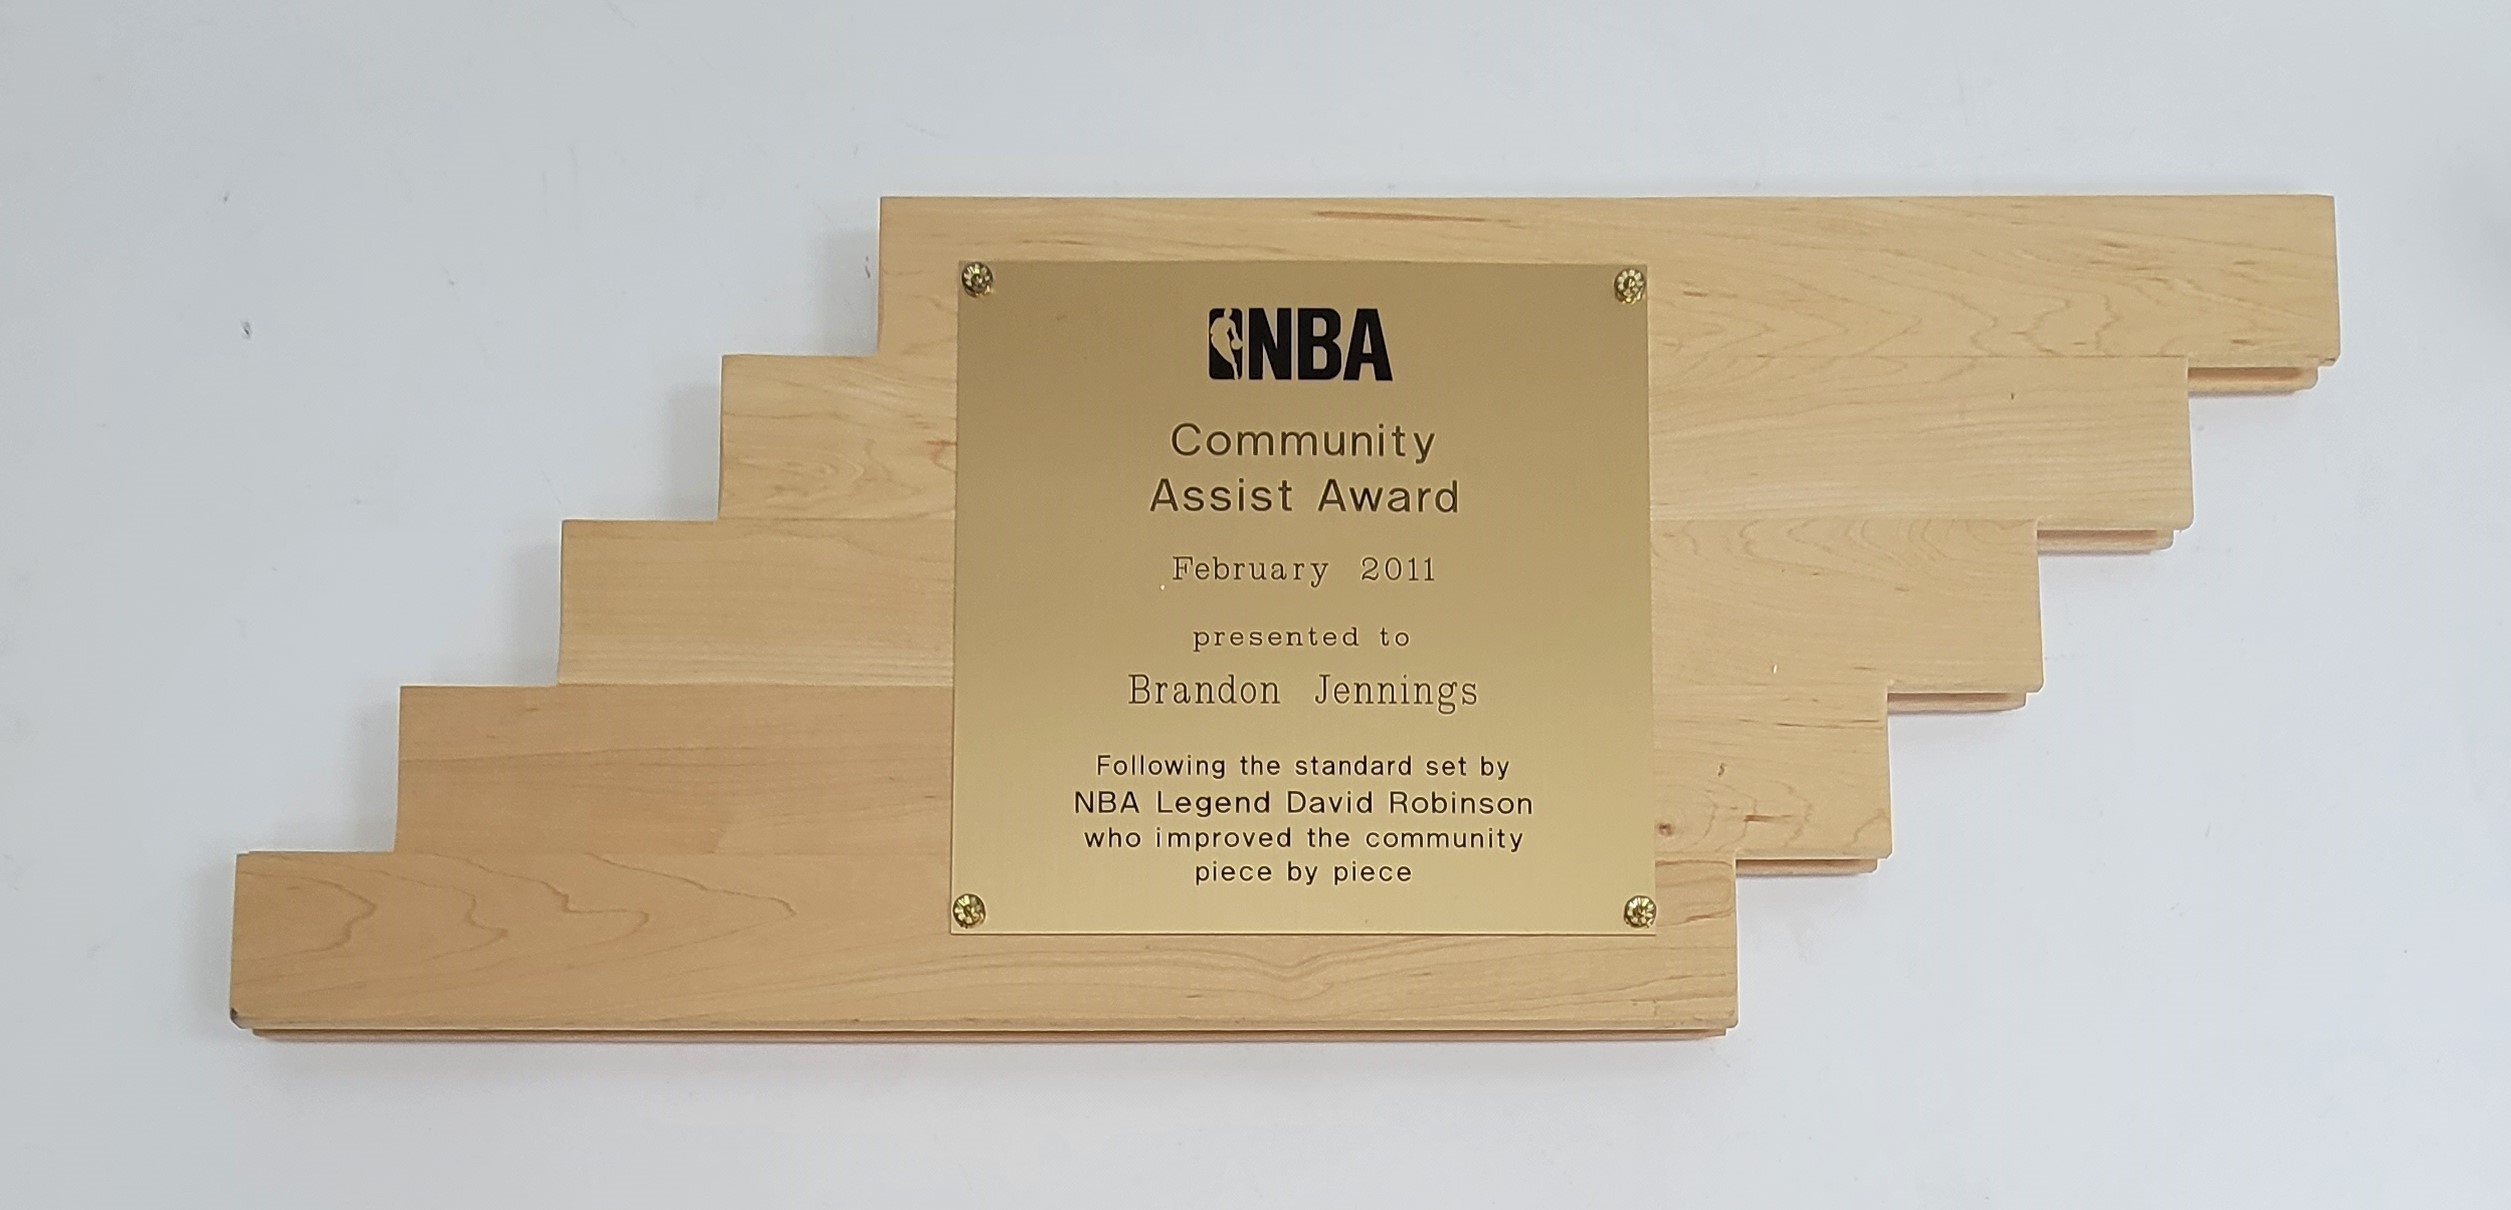 NBA
Community
Assist Award
February 2011
presented to
Brandon Jennings
Following the standard set by
NBA Legend David Robinson
who improved the community
piece by piece